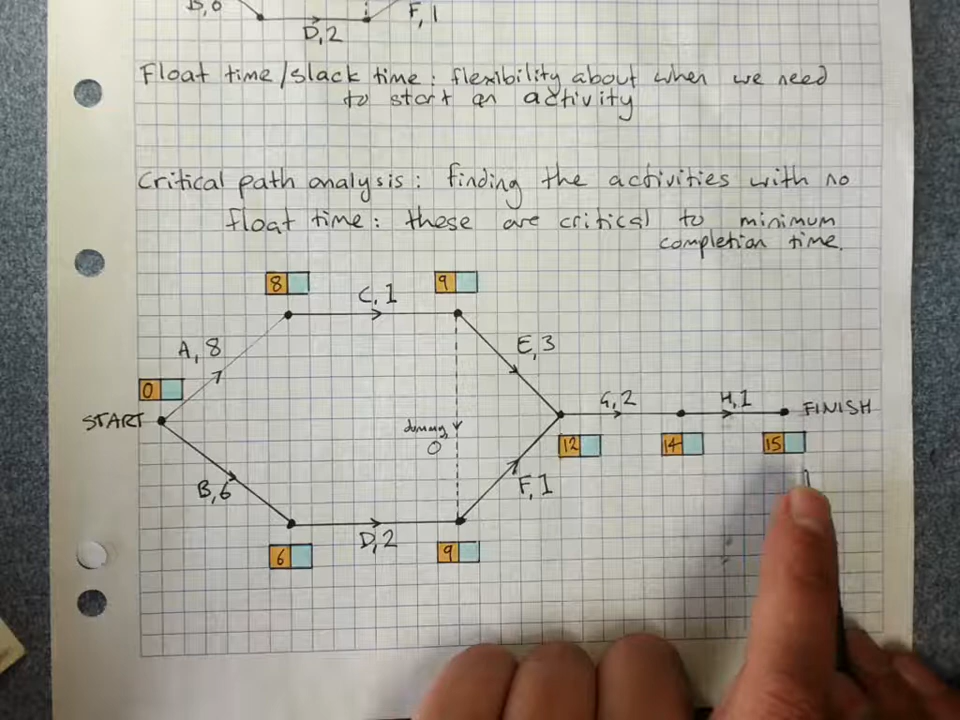 B, 6
D, 2
F, 1
Float time/slack time: flexibility about when we need
to start an activity
Critical path analysis: finding the activities with no
float time: these are critical to minimum
completion time.
8
9
C, 1
A, 8
E, 3
0
G, 2
H, 1
START
FINISH
dummy,
0
12
14
15
B, 6
F, 1
D, 2
6
9